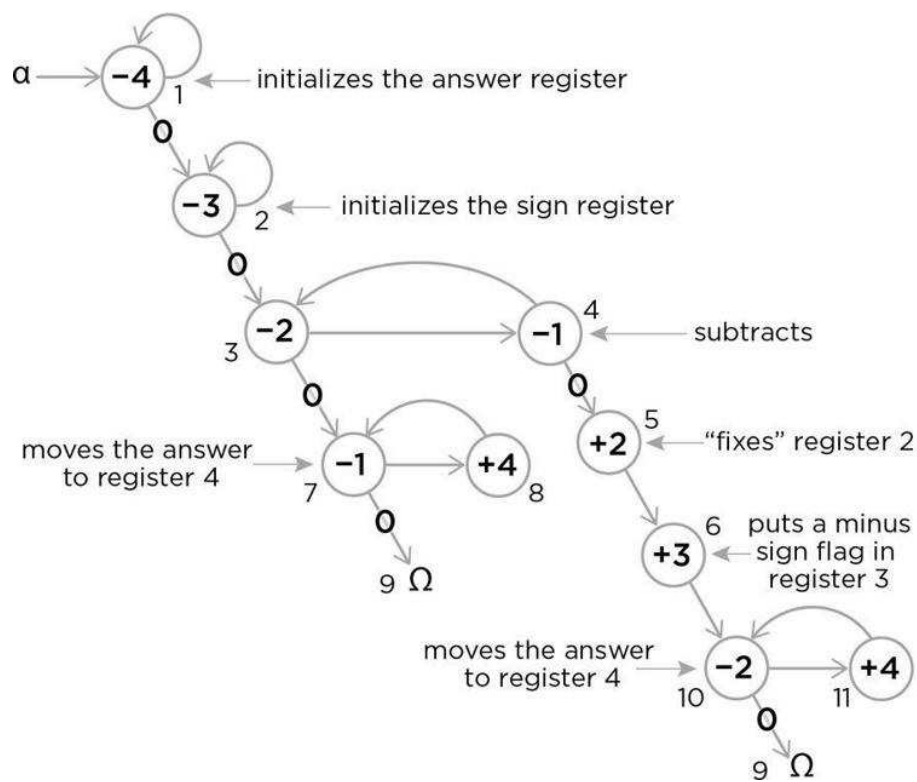 α
−4
1
initializes the answer register
0
−3
2
initializes the sign register
0
−2
3
−1
4
subtracts
0
0
+2
5
“fixes” register 2
moves the answer
to register 4
−1
7
+4
8
0
9 Ω
+3
6
puts a minus
sign flag in
register 3
moves the answer
to register 4
−2
10
+4
11
0
9 Ω